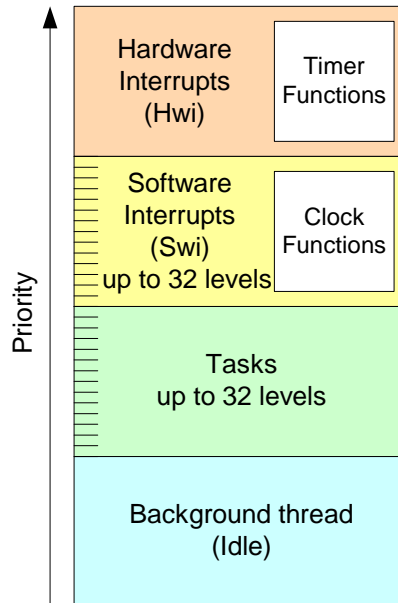 Priority
Hardware
Interrupts
(Hwi)
Timer
Functions
Software
Interrupts
(Swi)
up to 32 levels
Clock
Functions
Tasks
up to 32 levels
Background thread
(Idle)